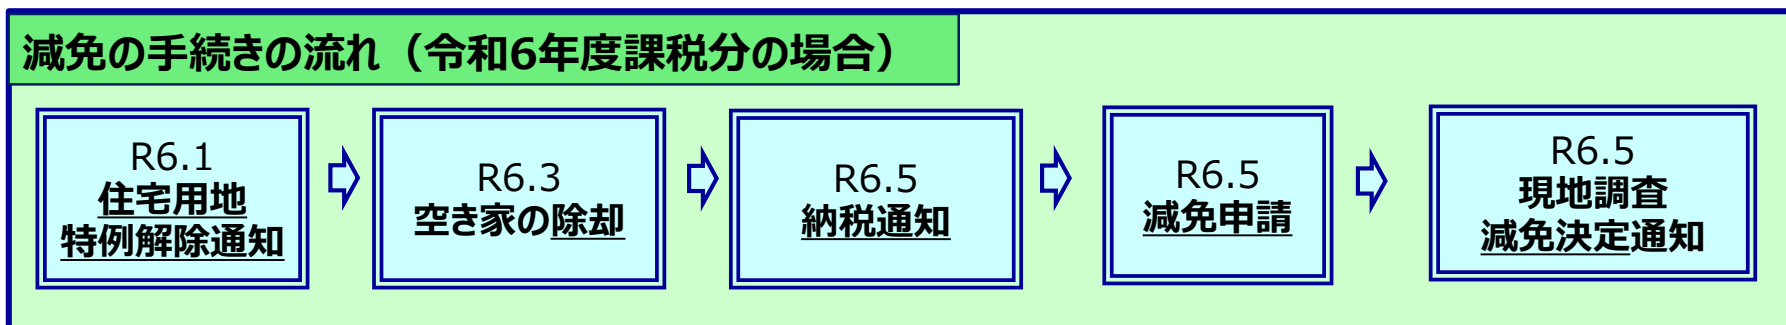 減免の手続きの流れ（令和6年度課税分の場合）
R6.1
住宅用地
特例解除通知
R6.3
空き家の除却
R6.5
納税通知
R6.5
減免申請
R6.5
現地調査
減免決定通知